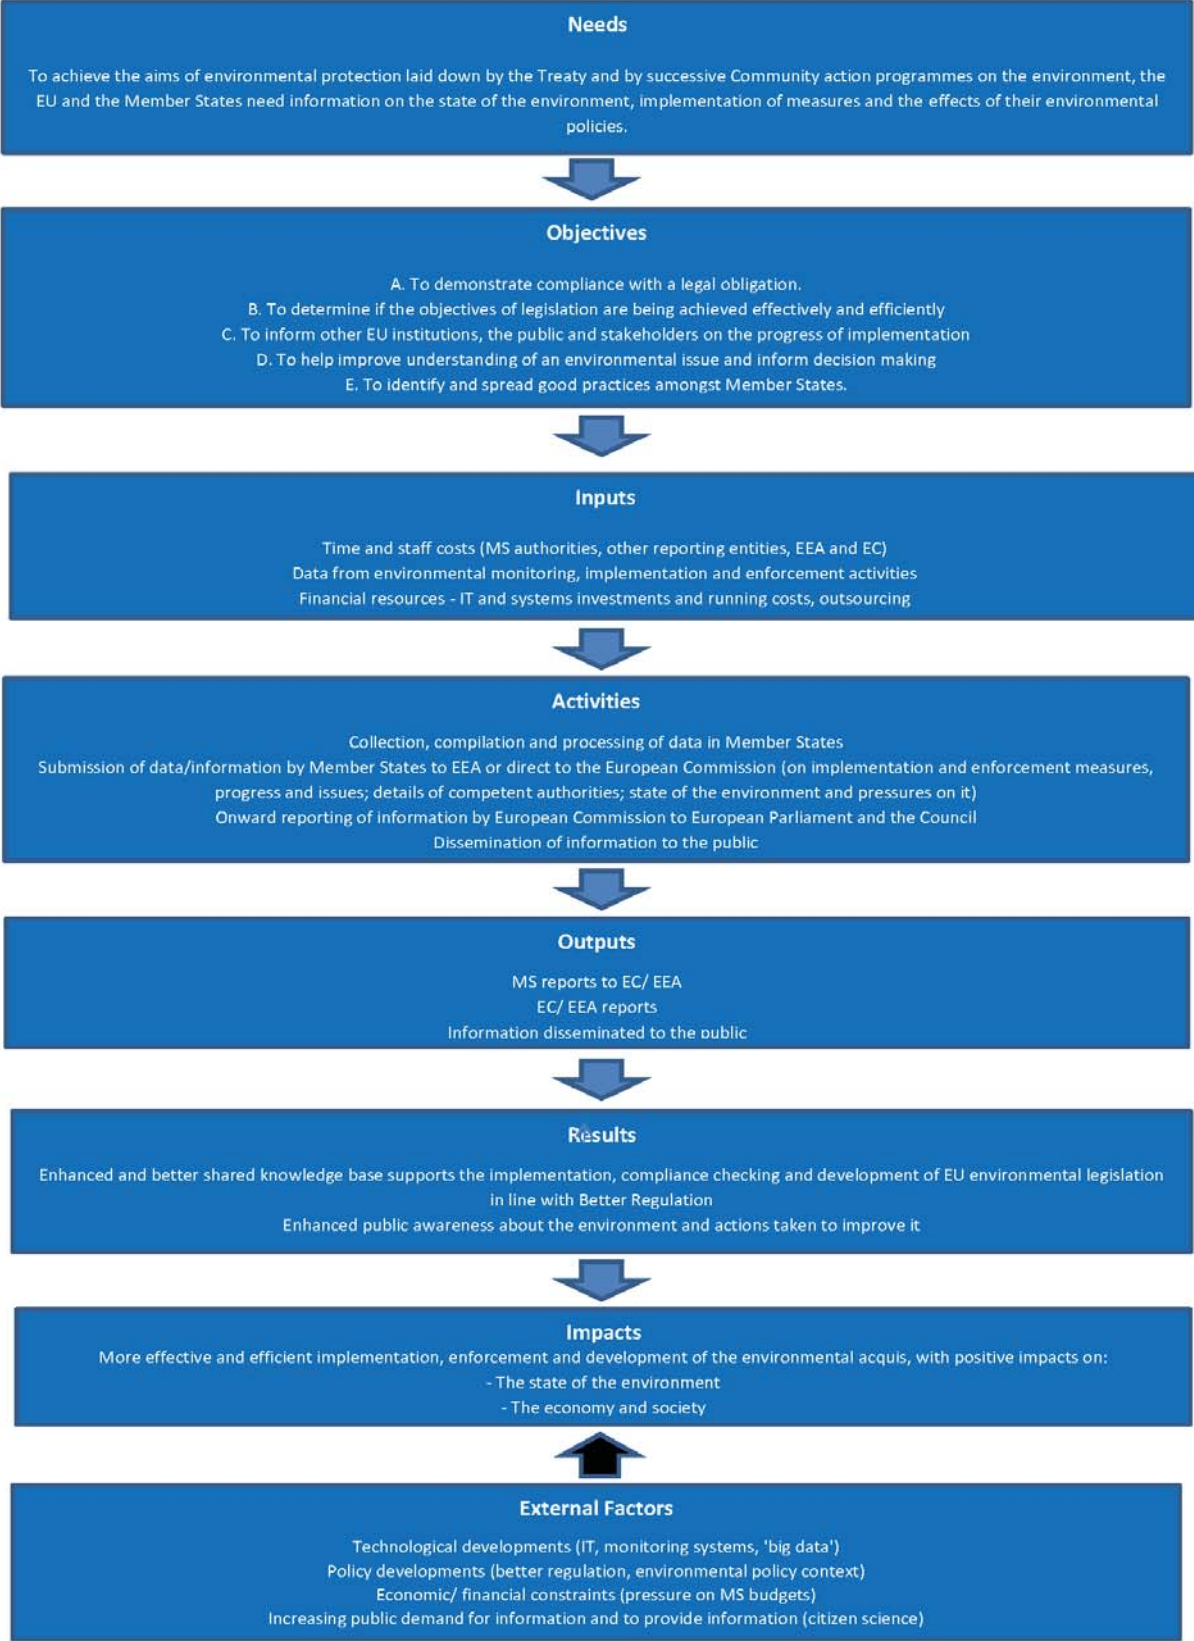 Needs
To achieve the aims of environmental protection laid down by the Treaty and by successive Community action programmes on the environment, the
EU and the Member States need information on the state of the environment, implementation of measures and the effects of their environmental
policies.
Objectives
A. To demonstrate compliance with a legal obligation.
B. To determine if the objectives of legislation are being achieved effectively and efficiently
C. To inform other EU institutions, the public and stakeholders on the progress of implementation
D. To help improve understanding of an environmental issue and inform decision making
E. To identify and spread good practices amongst Member States.
Inputs
Time and staff costs (MS authorities, other reporting entities, EEA and EC)
Data from environmental monitoring, implementation and enforcement activities
Financial resources - IT and systems investments and running costs, outsourcing
Activities
Collection, compilation and processing of data in Member States
Submission of data/information by Member States to EEA or direct to the European Commission (on implementation and enforcement measures,
progress and issues; details of competent authorities; state of the environment and pressures on it)
Onward reporting of information by European Commission to European Parliament and the Council
Dissemination of information to the public
Outputs
MS reports to EC/ EEA
EC/ EEA reports
Information disseminated to the public
Results
Enhanced and better shared knowledge base supports the implementation, compliance checking and development of EU environmental legislation
in line with Better Regulation
Enhanced public awareness about the environment and actions taken to improve it
Impacts
More effective and efficient implementation, enforcement and development of the environmental acquis, with positive impacts on:
- The state of the environment
- The economy and society
External Factors
Technological developments (IT, monitoring systems, 'big data')
Policy developments (better regulation, environmental policy context)
Economic/ financial constraints (pressure on MS budgets)
Increasing public demand for information and to provide information (citizen science)